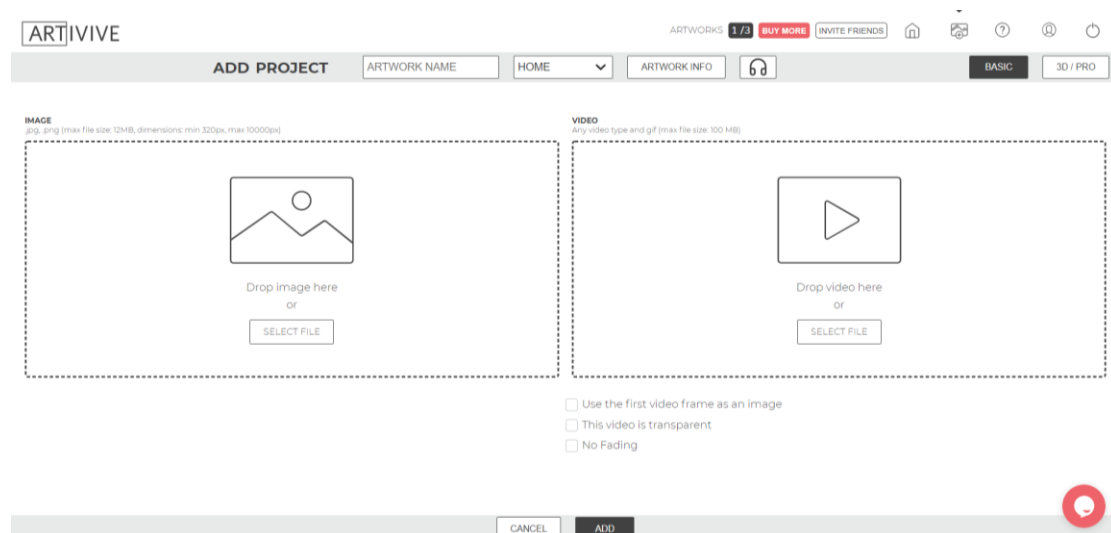 ARTIVIVE
ARTWORKS 1 /3 BUY MORE INVITE FRIENDS
ADD PROJECT ARTWORK NAME HOME ARTWORK INFO BASIC 3D / PRO
IMAGE
.jpg, .png (max file size: 12MB, dimensions: min 320px, max 10000px)
Drop image here
or
SELECT FILE
VIDEO
Any video type and gif (max file size: 100 MB)
Drop video here
or
SELECT FILE
Use the first video frame as an image
This video is transparent
No Fading
CANCEL ADD